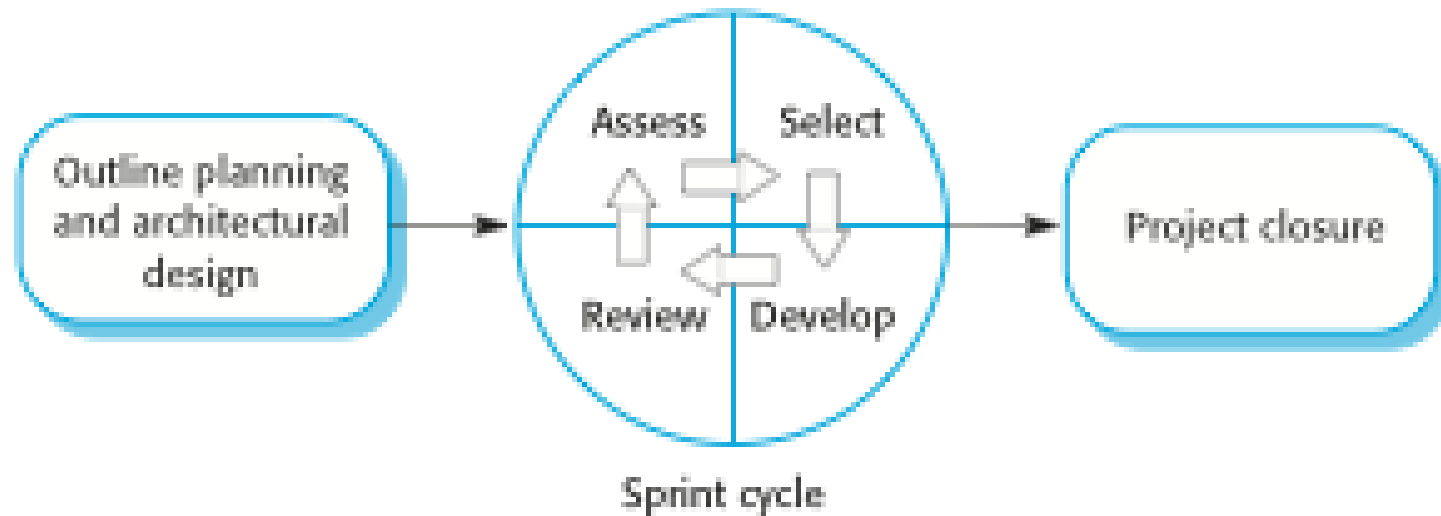 Outline planning
and architectural
design
Assess
Select
Review
Develop
Sprint cycle
Project closure